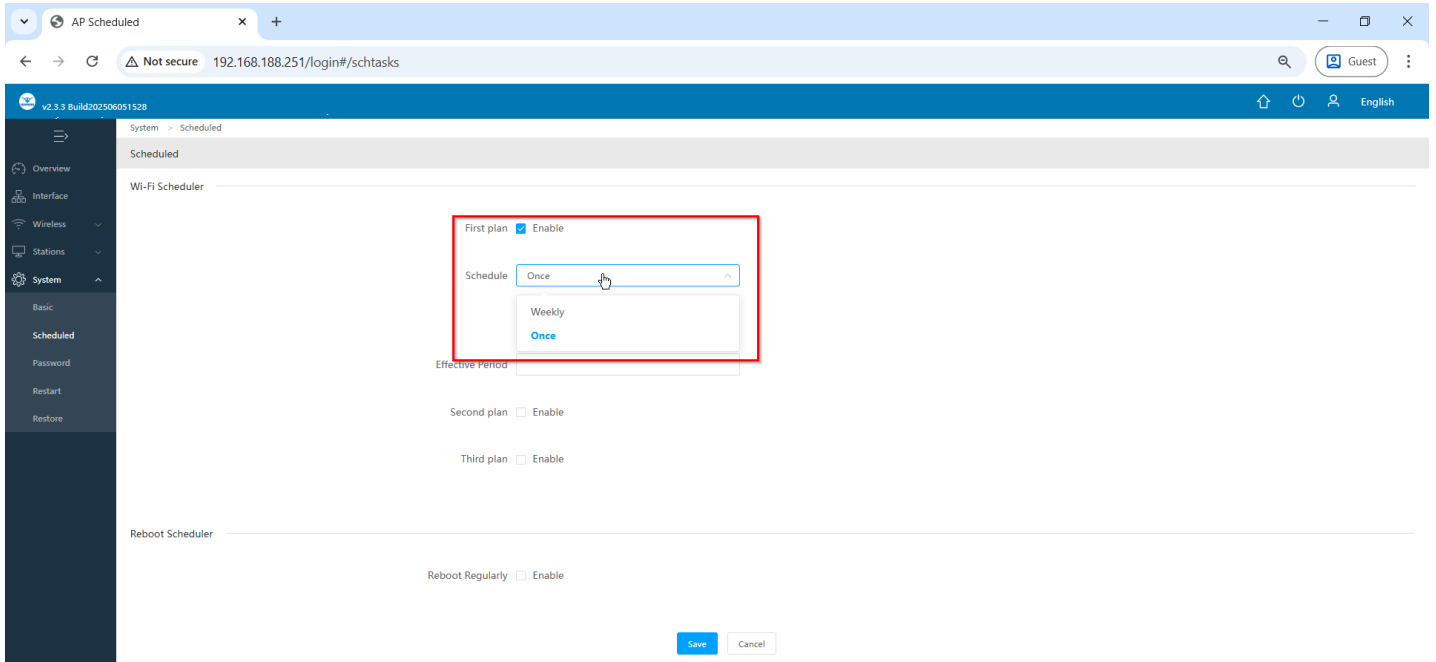 AP Scheduled
Not secure 192.168.188.251/login#/schtasks Guest
v2.3.3 Build202506051528 English
System > Scheduled
Scheduled
Overview
Interface
Wireless
Stations
System
Basic
Scheduled
Password
Restart
Restore
Wi-Fi Scheduler
First plan Enable
Schedule Once
Weekly
Once
Effective Period
Second plan Enable
Third plan Enable
Reboot Scheduler
Reboot Regularly Enable
Save Cancel